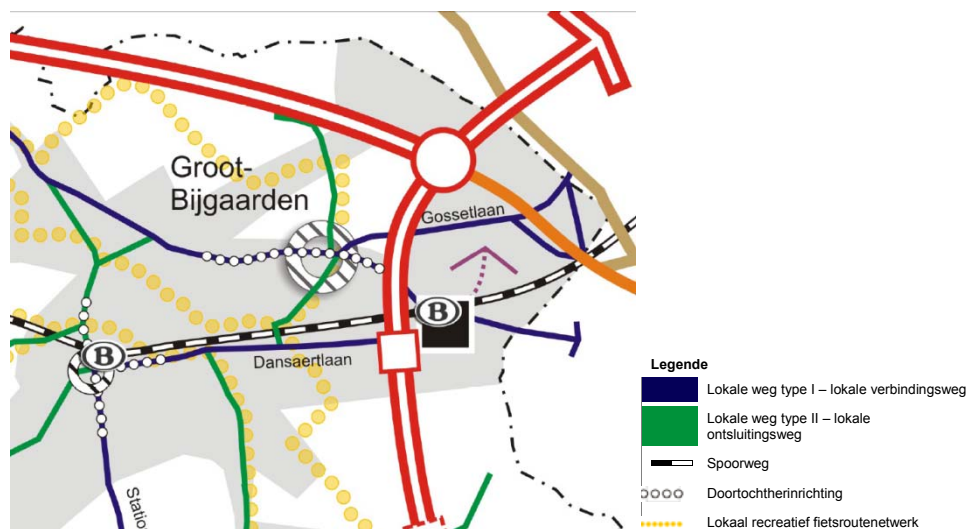 Groot-
Bijgaarden
Gossetlaan
B
Dansaertlaan
B
Statio
Legende
Lokale weg type I – lokale verbindingsweg
Lokale weg type II – lokale
ontsluitingsweg
Spoorweg
Doortochtherinrichting
Lokaal recreatief fietsroutenetwerk